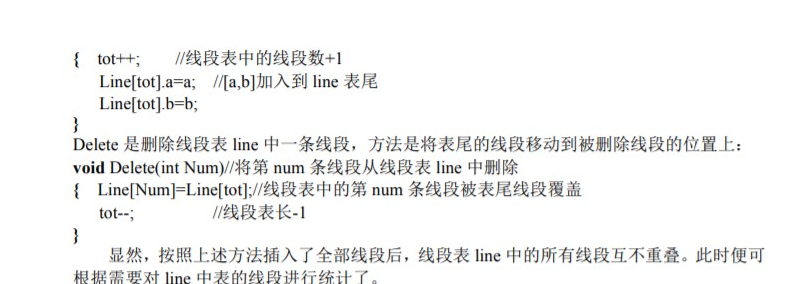 { tot++; //线段表中的线段数+1
Line[tot].a=a; //[a,b]加入到 line 表尾
Line[tot].b=b;
}
Delete 是删除线段表 line 中一条线段，方法是将表尾的线段移动到被删除线段的位置上：
void Delete(int Num)//将第 num 条线段从线段表 line 中删除
{ Line[Num]=Line[tot];//线段表中的第 num 条线段被表尾线段覆盖
tot--; //线段表长-1
}
显然，按照上述方法插入了全部线段后，线段表 line 中的所有线段互不重叠。此时便可
根据需要对 line 中表的线段进行统计了。